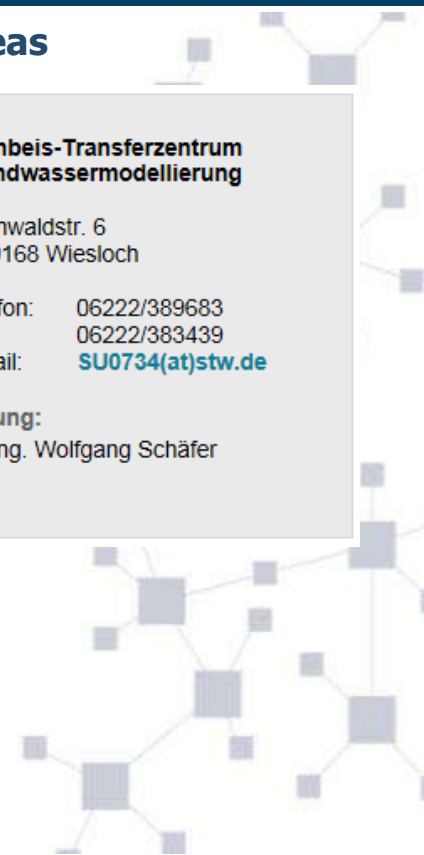 eas
nbeis-Transferzentrum
ndwassermodellierung
nwaldstr. 6
9168 Wiesloch
fon: 06222/389683
06222/383439
ail: SU0734(at)stw.de
ung:
ng. Wolfgang Schäfer